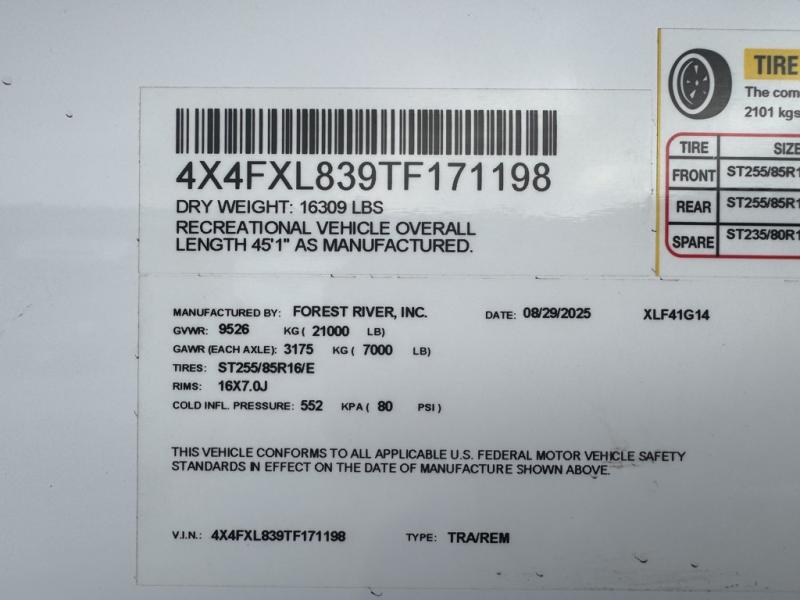 4X4FXL839TF171198
DRY WEIGHT: 16309 LBS
RECREATIONAL VEHICLE OVERALL
LENGTH 45'1" AS MANUFACTURED.
TIRE
The com
2101 kgs
TIRE SIZE
FRONT ST255/85R1
REAR ST255/85R1
SPARE ST235/80R1
MANUFACTURED BY: FOREST RIVER, INC. DATE: 08/29/2025 XLF41G14
GVWR: 9526 KG ( 21000 LB)
GAWR (EACH AXLE): 3175 KG ( 7000 LB)
TIRES: ST255/85R16/E
RIMS: 16X7.0J
COLD INFL. PRESSURE: 552 KPA ( 80 PSI )
THIS VEHICLE CONFORMS TO ALL APPLICABLE U.S. FEDERAL MOTOR VEHICLE SAFETY
STANDARDS IN EFFECT ON THE DATE OF MANUFACTURE SHOWN ABOVE.
V.I.N.: 4X4FXL839TF171198 TYPE: TRA/REM